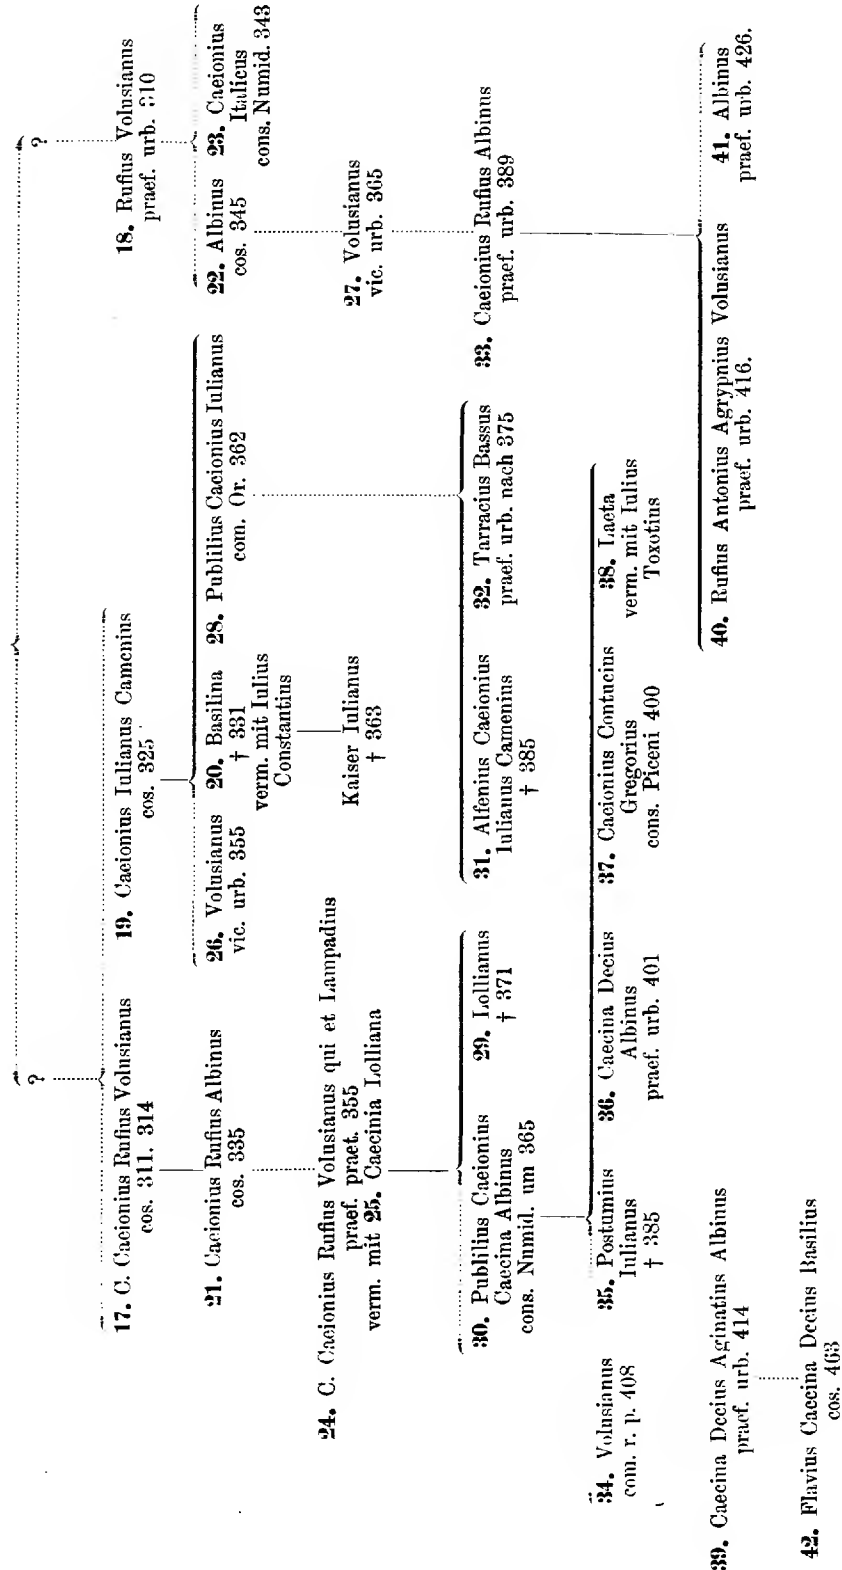 ?
?
17. C. Caeionius Rufius Volusianus
cos. 311. 314
19. Caeionius Iulianus Camenius
cos. 325
18. Rufius Volusianus
praef. urb. 310
21. Caeionius Rufius Albinus
cos. 335
26. Volusianus
vic. urb. 355
20. Basilina
† 331
verm. mit Iulius
Constantius
28. Publilius Caeionius Iulianus
com. Or. 362
22. Albinus
cos. 345
23. Caeionius
Italicus
cons. Numid. 343
24. C. Caeionius Rufius Volusianus qui et Lampadius
praef. praet. 355
verm. mit 25. Caecinia Lolliana
Kaiser Iulianus
† 363
27. Volusianus
vic. urb. 365
30. Publilius Caeionius
Caecina Albinus
cons. Numid. um 365
29. Lollianus
† 371
31. Alfenius Caeionius
Iulianus Camenius
† 385
32. Tarracius Bassus
praef. urb. nach 375
33. Caeionius Rufius Albinus
praef. urb. 389
34. Volusianus
com. r. p. 408
35. Postumius
Iulianus
† 385
36. Caecina Decius
Albinus
praef. urb. 401
37. Caeionius Contucius
Gregorius
cons. Piceni 400
38. Laeta
verm. mit Iulius
Toxotius
39. Caecina Decius Aginatius Albinus
praef. urb. 414
40. Rufius Antonius Agrypnius Volusianus
praef. urb. 416.
41. Albinus
praef. urb. 426.
42. Flavius Caecina Decius Basilius
cos. 463